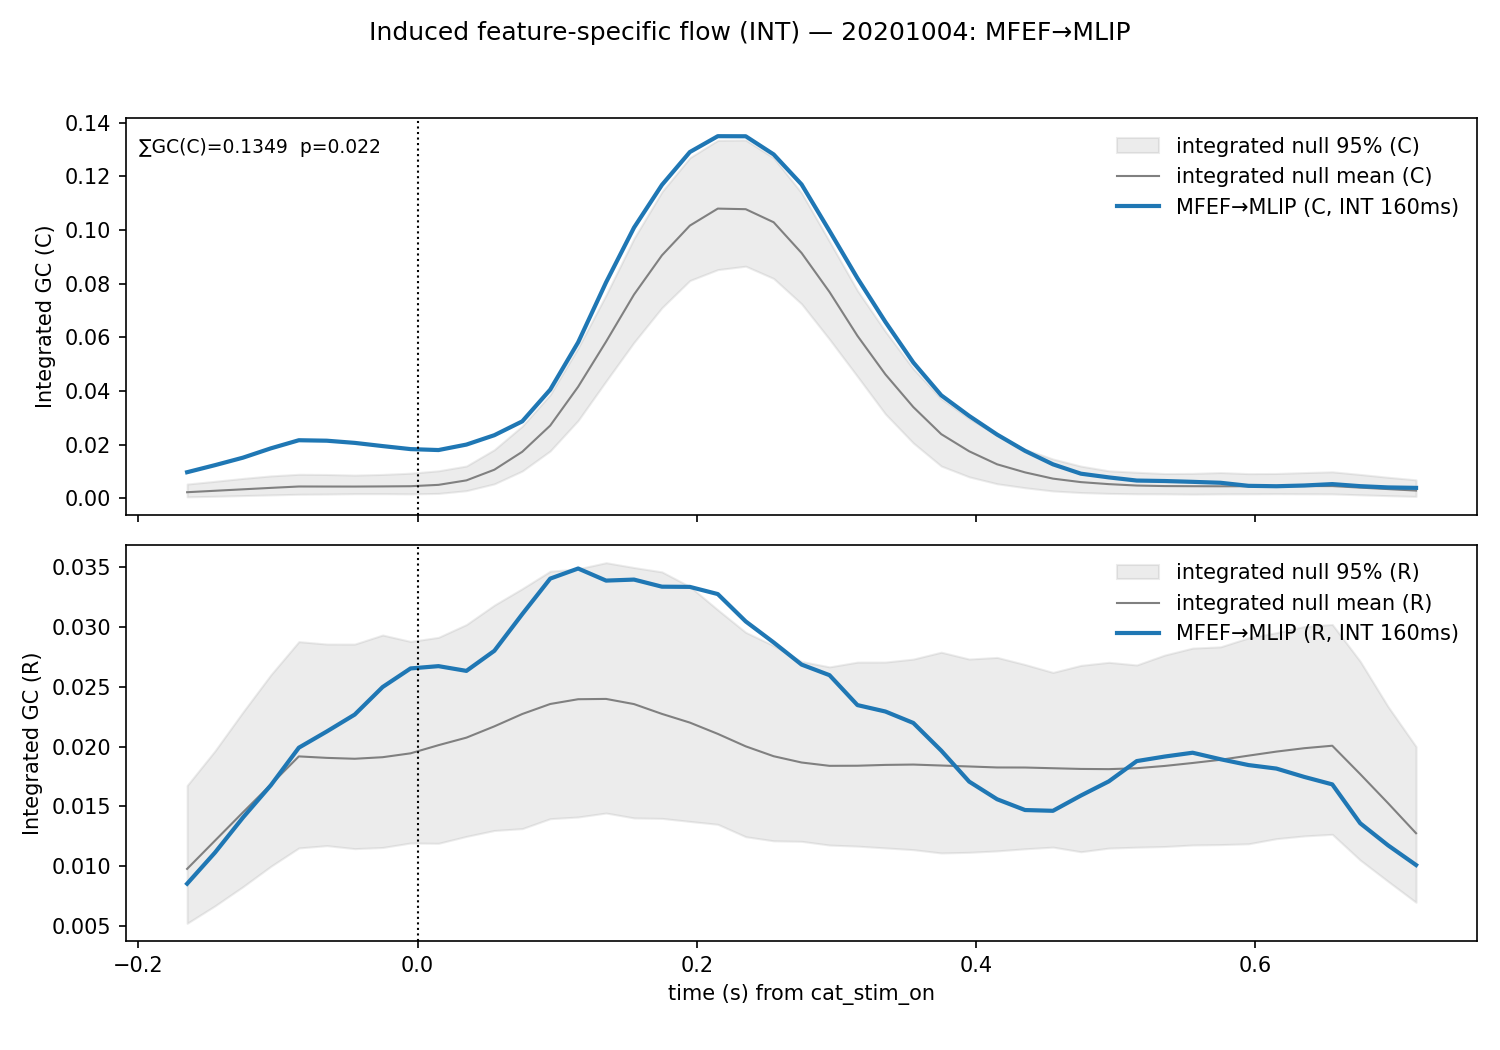 Induced feature-specific flow (INT) — 20201004: MFEF→MLIP
0.14
0.12
0.10
0.08
0.06
0.04
0.02
0.00
Integrated GC (C)
∑GC(C)=0.1349  p=0.022
integrated null 95% (C)
integrated null mean (C)
MFEF→MLIP (C, INT 160ms)
0.035
0.030
0.025
0.020
0.015
0.010
0.005
Integrated GC (R)
integrated null 95% (R)
integrated null mean (R)
MFEF→MLIP (R, INT 160ms)
−0.2 0.0 0.2 0.4 0.6
time (s) from cat_stim_on